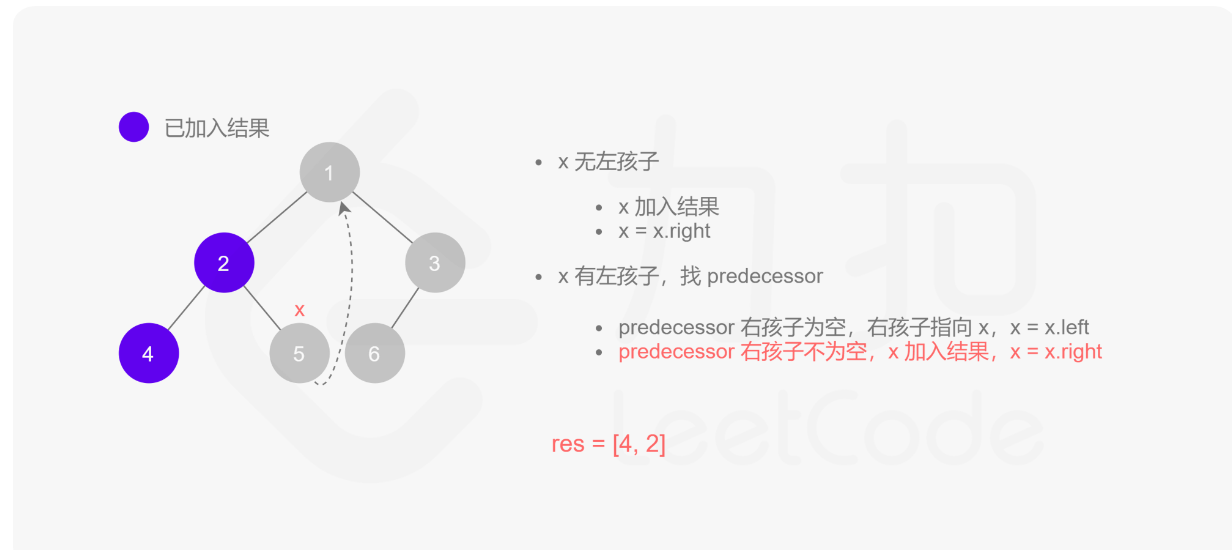 已加入结果
1
2
3
x
4
5
6
x 无左孩子
x 加入结果
x = x.right
x 有左孩子，找 predecessor
predecessor 右孩子为空，右孩子指向 x，x = x.left
predecessor 右孩子不为空，x 加入结果，x = x.right
res = [4, 2]
力扣
LeetCode